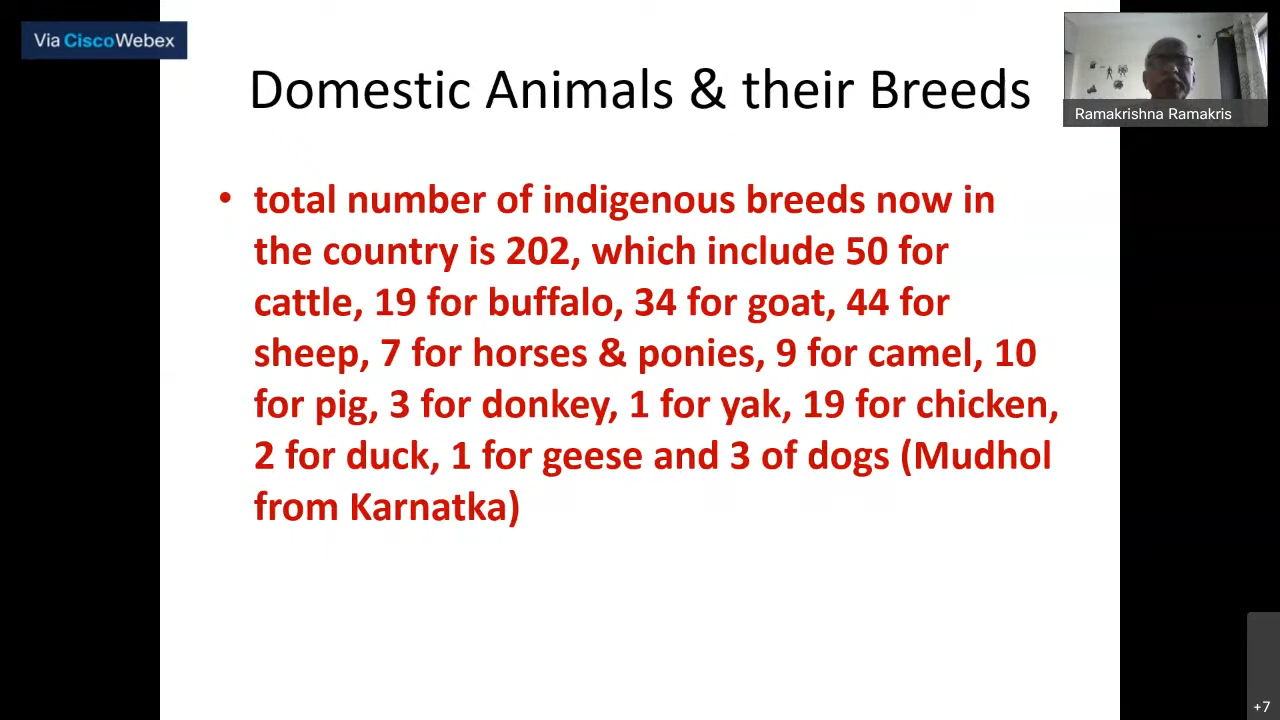 Via CiscoWebex
Domestic Animals & their Breeds
Ramakrishna Ramakris
• total number of indigenous breeds now in
the country is 202, which include 50 for
cattle, 19 for buffalo, 34 for goat, 44 for
sheep, 7 for horses & ponies, 9 for camel, 10
for pig, 3 for donkey, 1 for yak, 19 for chicken,
2 for duck, 1 for geese and 3 of dogs (Mudhol
from Karnatka)
+7